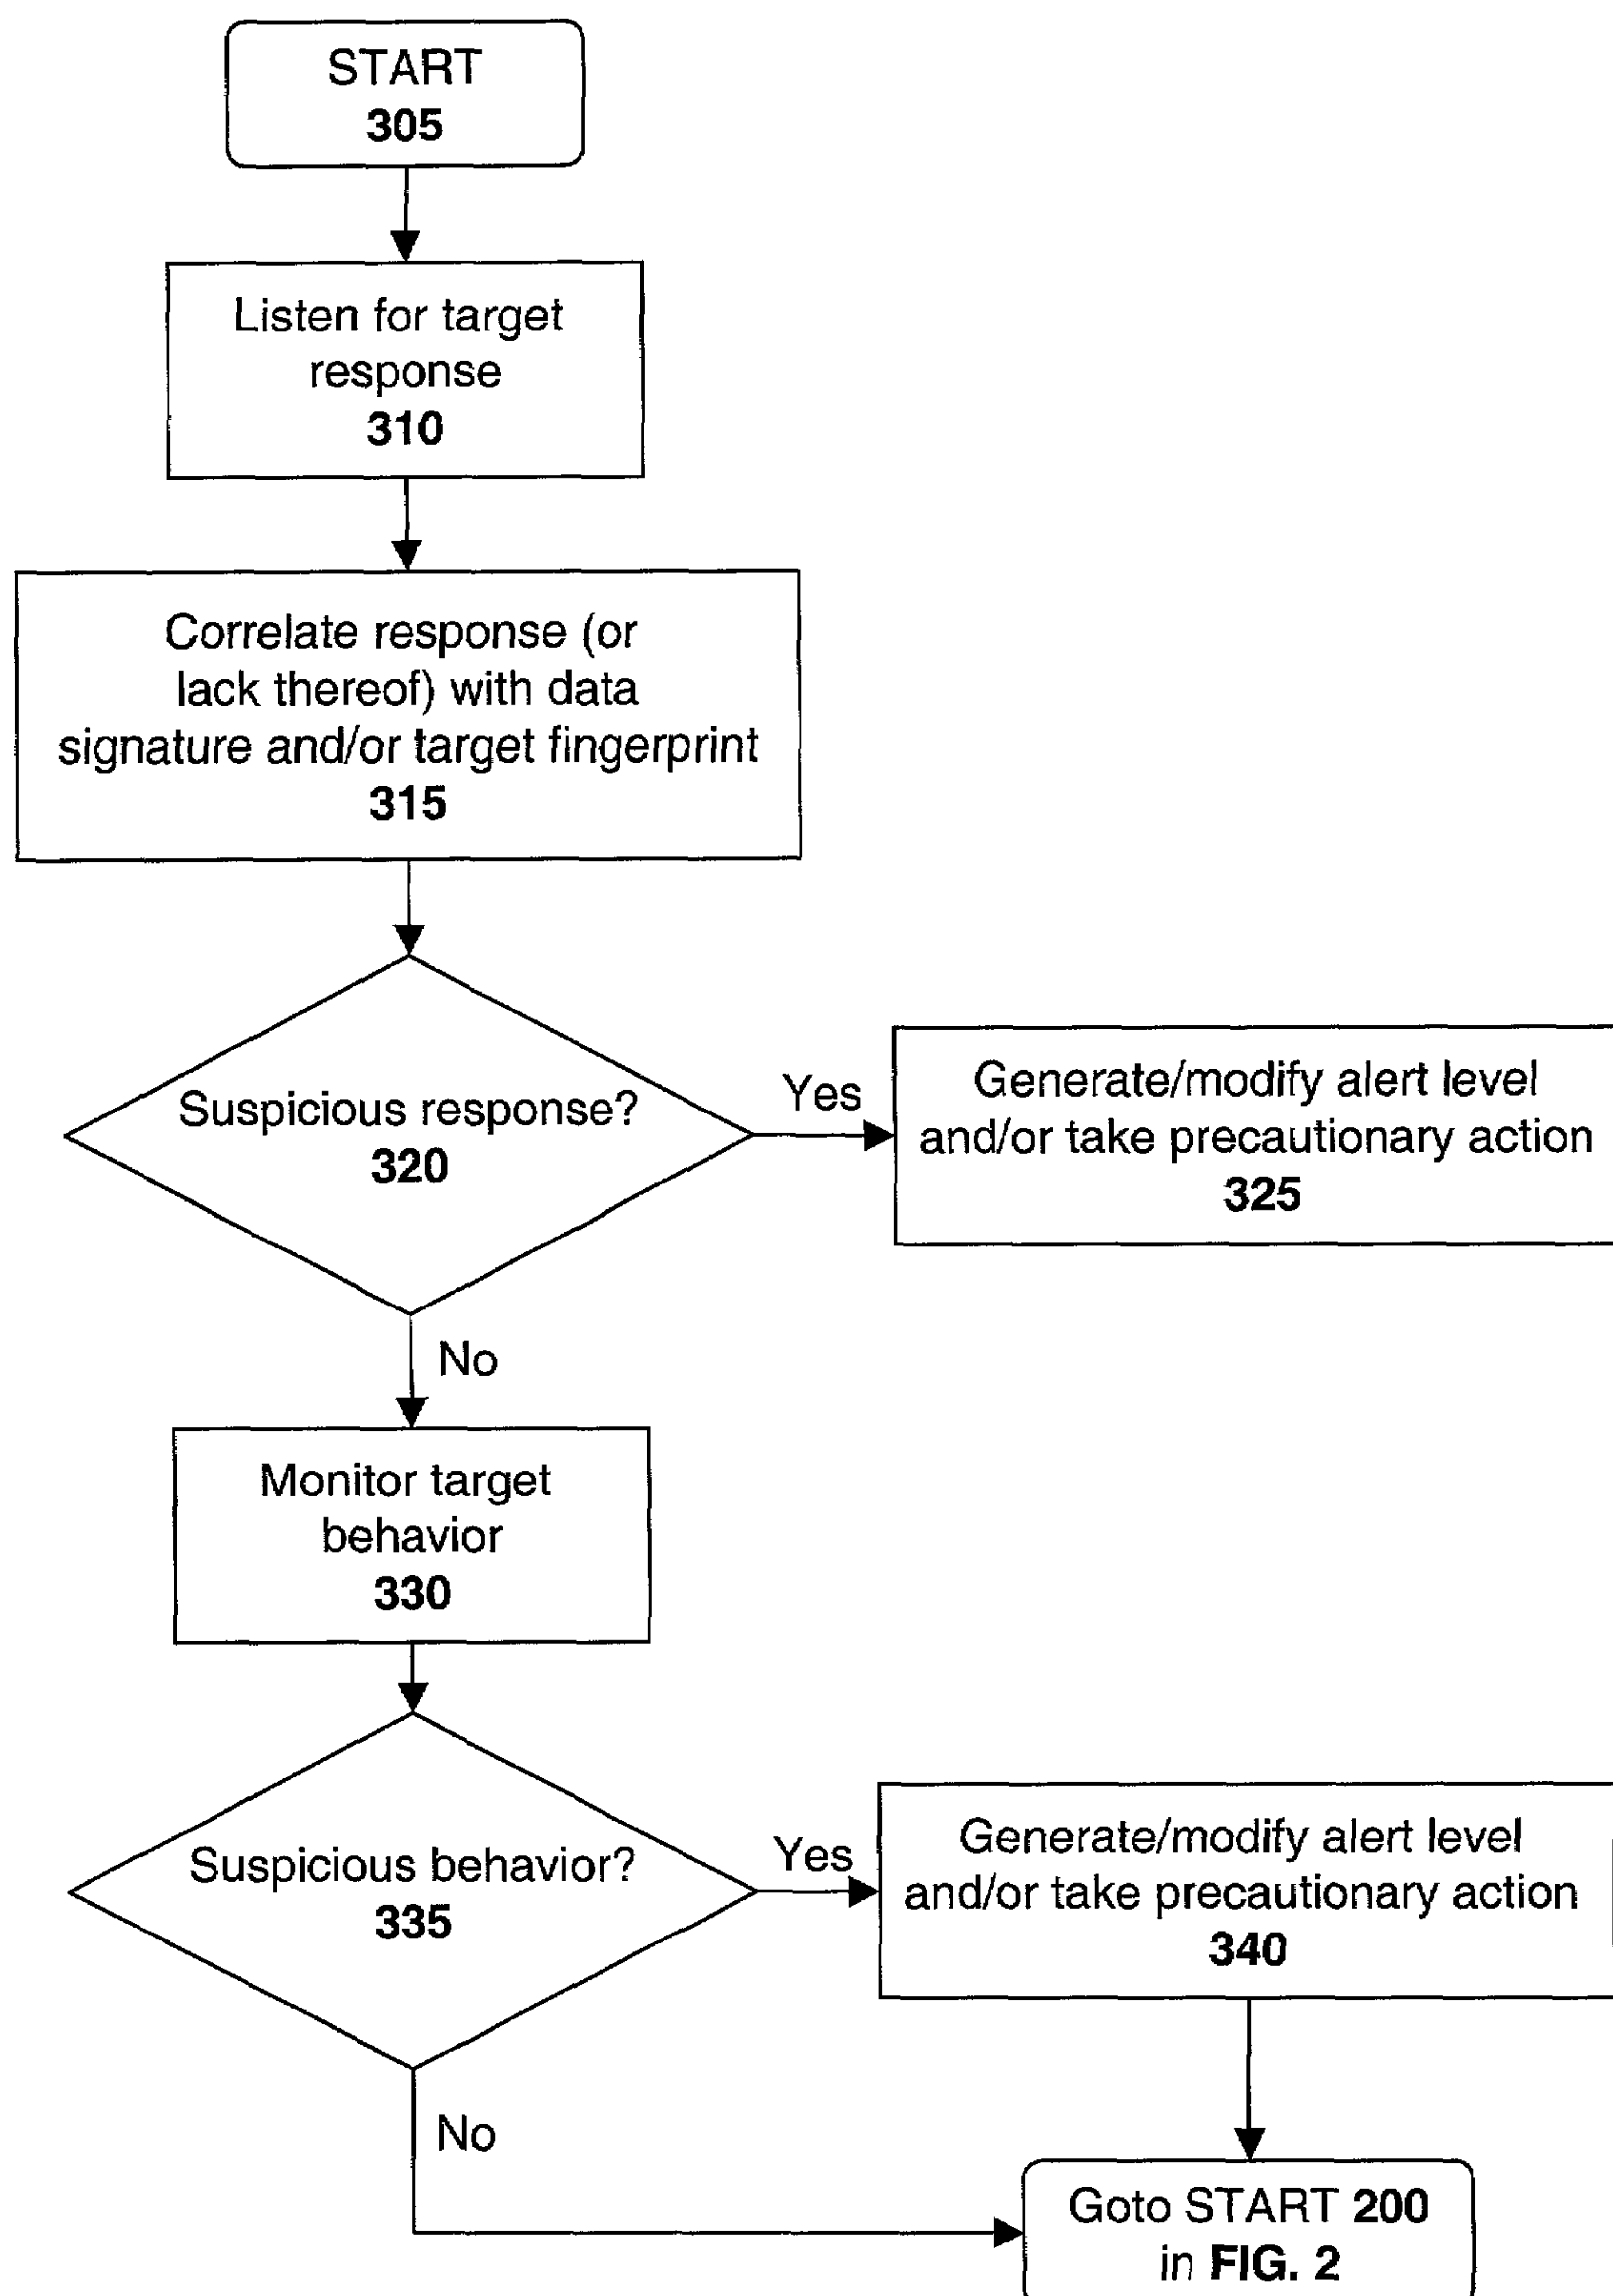 START
305
Listen for target
response
310
Correlate response (or
lack thereof) with data
signature and/or target fingerprint
315
Suspicious response?
320
Yes
Generate/modify alert level
and/or take precautionary action
325
No
Monitor target
behavior
330
Suspicious behavior?
335
Yes
Generate/modify alert level
and/or take precautionary action
340
No
Goto START 200
in FIG. 2